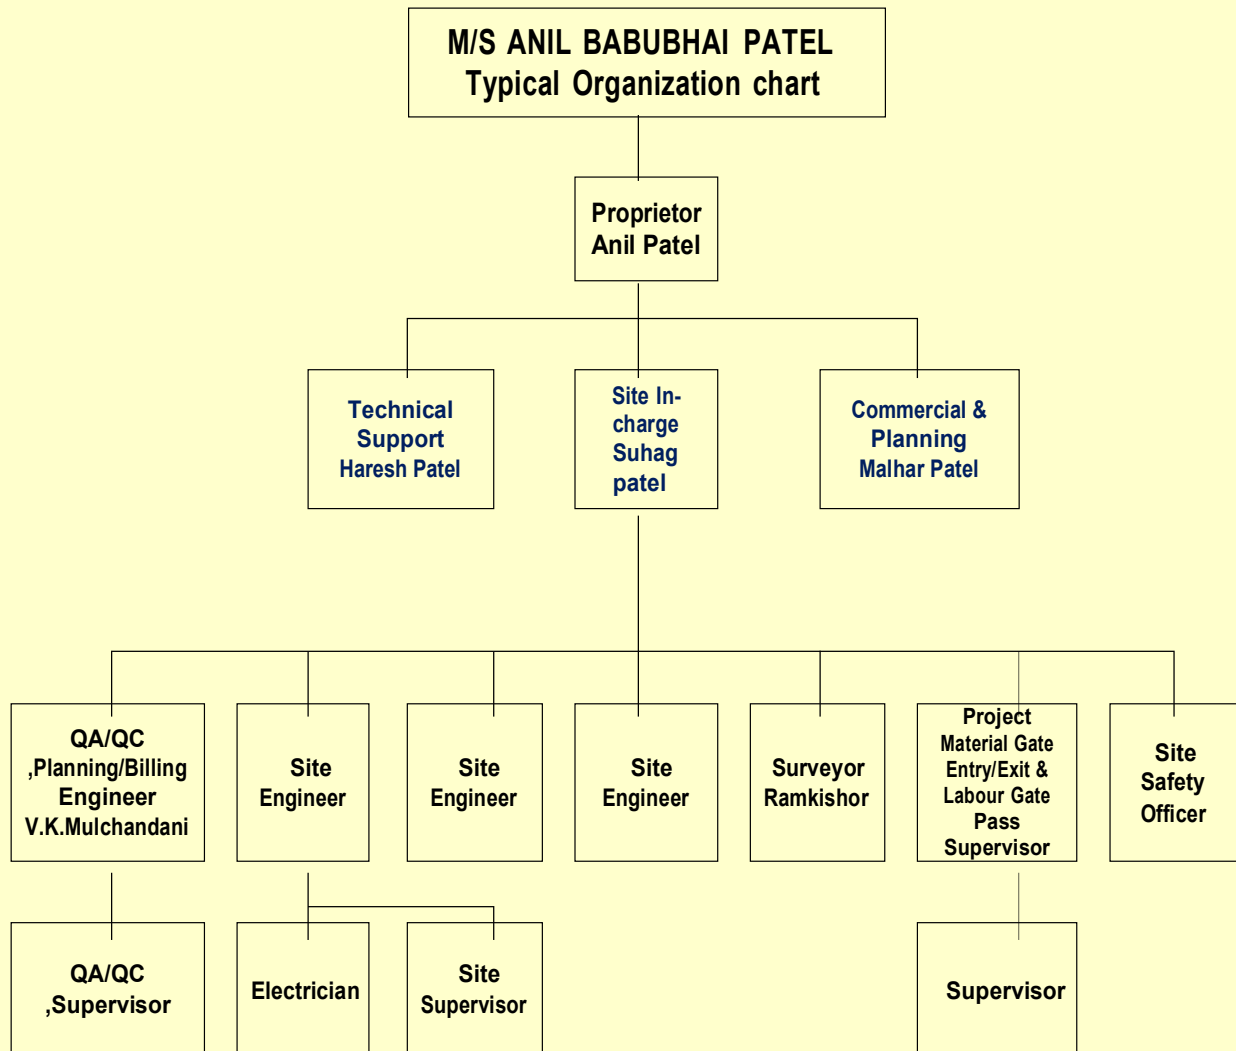 M/S ANIL BABUBHAI PATEL
Typical Organization chart
Proprietor
Anil Patel
Technical
Support
Haresh Patel
Site In-
charge
Suhag
patel
Commercial &
Planning
Malhar Patel
QA/QC
,Planning/Billing
Engineer
V.K.Mulchandani
Site
Engineer
Site
Engineer
Site
Engineer
Surveyor
Ramkishor
Project
Material Gate
Entry/Exit &
Labour Gate
Pass
Supervisor
Site
Safety
Officer
QA/QC
,Supervisor
Electrician
Site
Supervisor
Supervisor